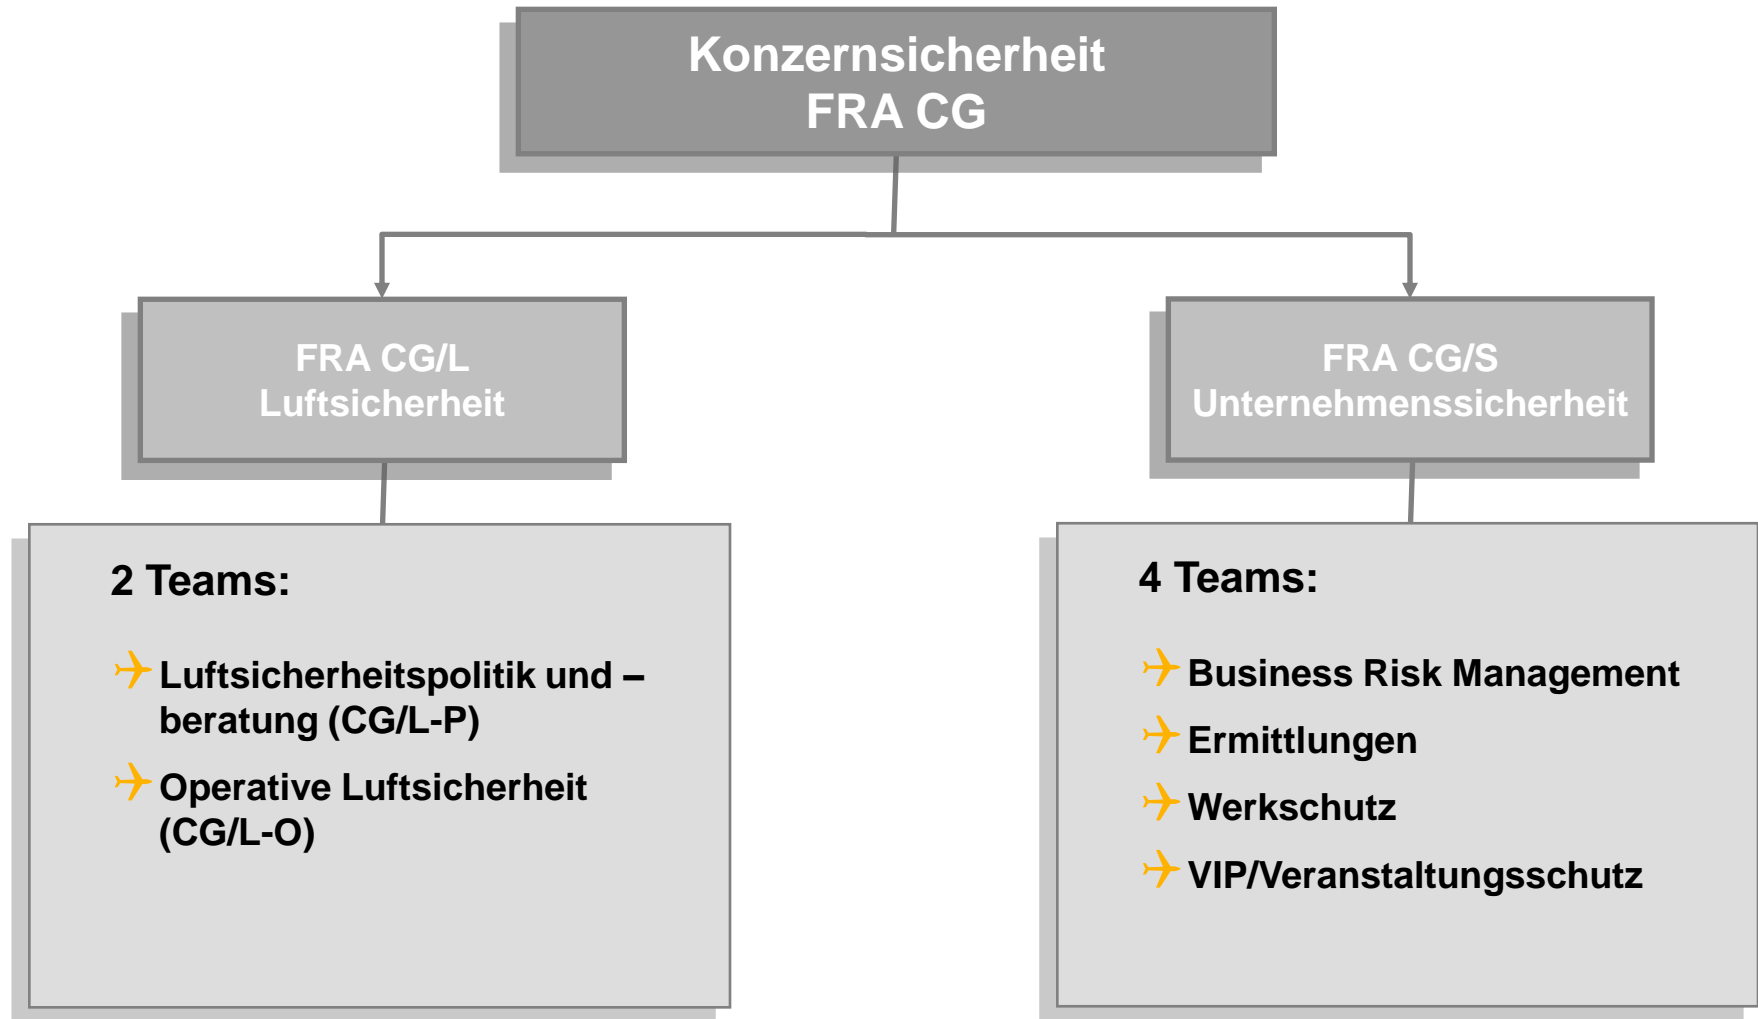 Konzernsicherheit
FRA CG
FRA CG/L
Luftsicherheit
FRA CG/S
Unternehmenssicherheit
2 Teams:
Luftsicherheitspolitik und –
beratung (CG/L-P)
Operative Luftsicherheit
(CG/L-O)
4 Teams:
Business Risk Management
Ermittlungen
Werkschutz
VIP/Veranstaltungsschutz